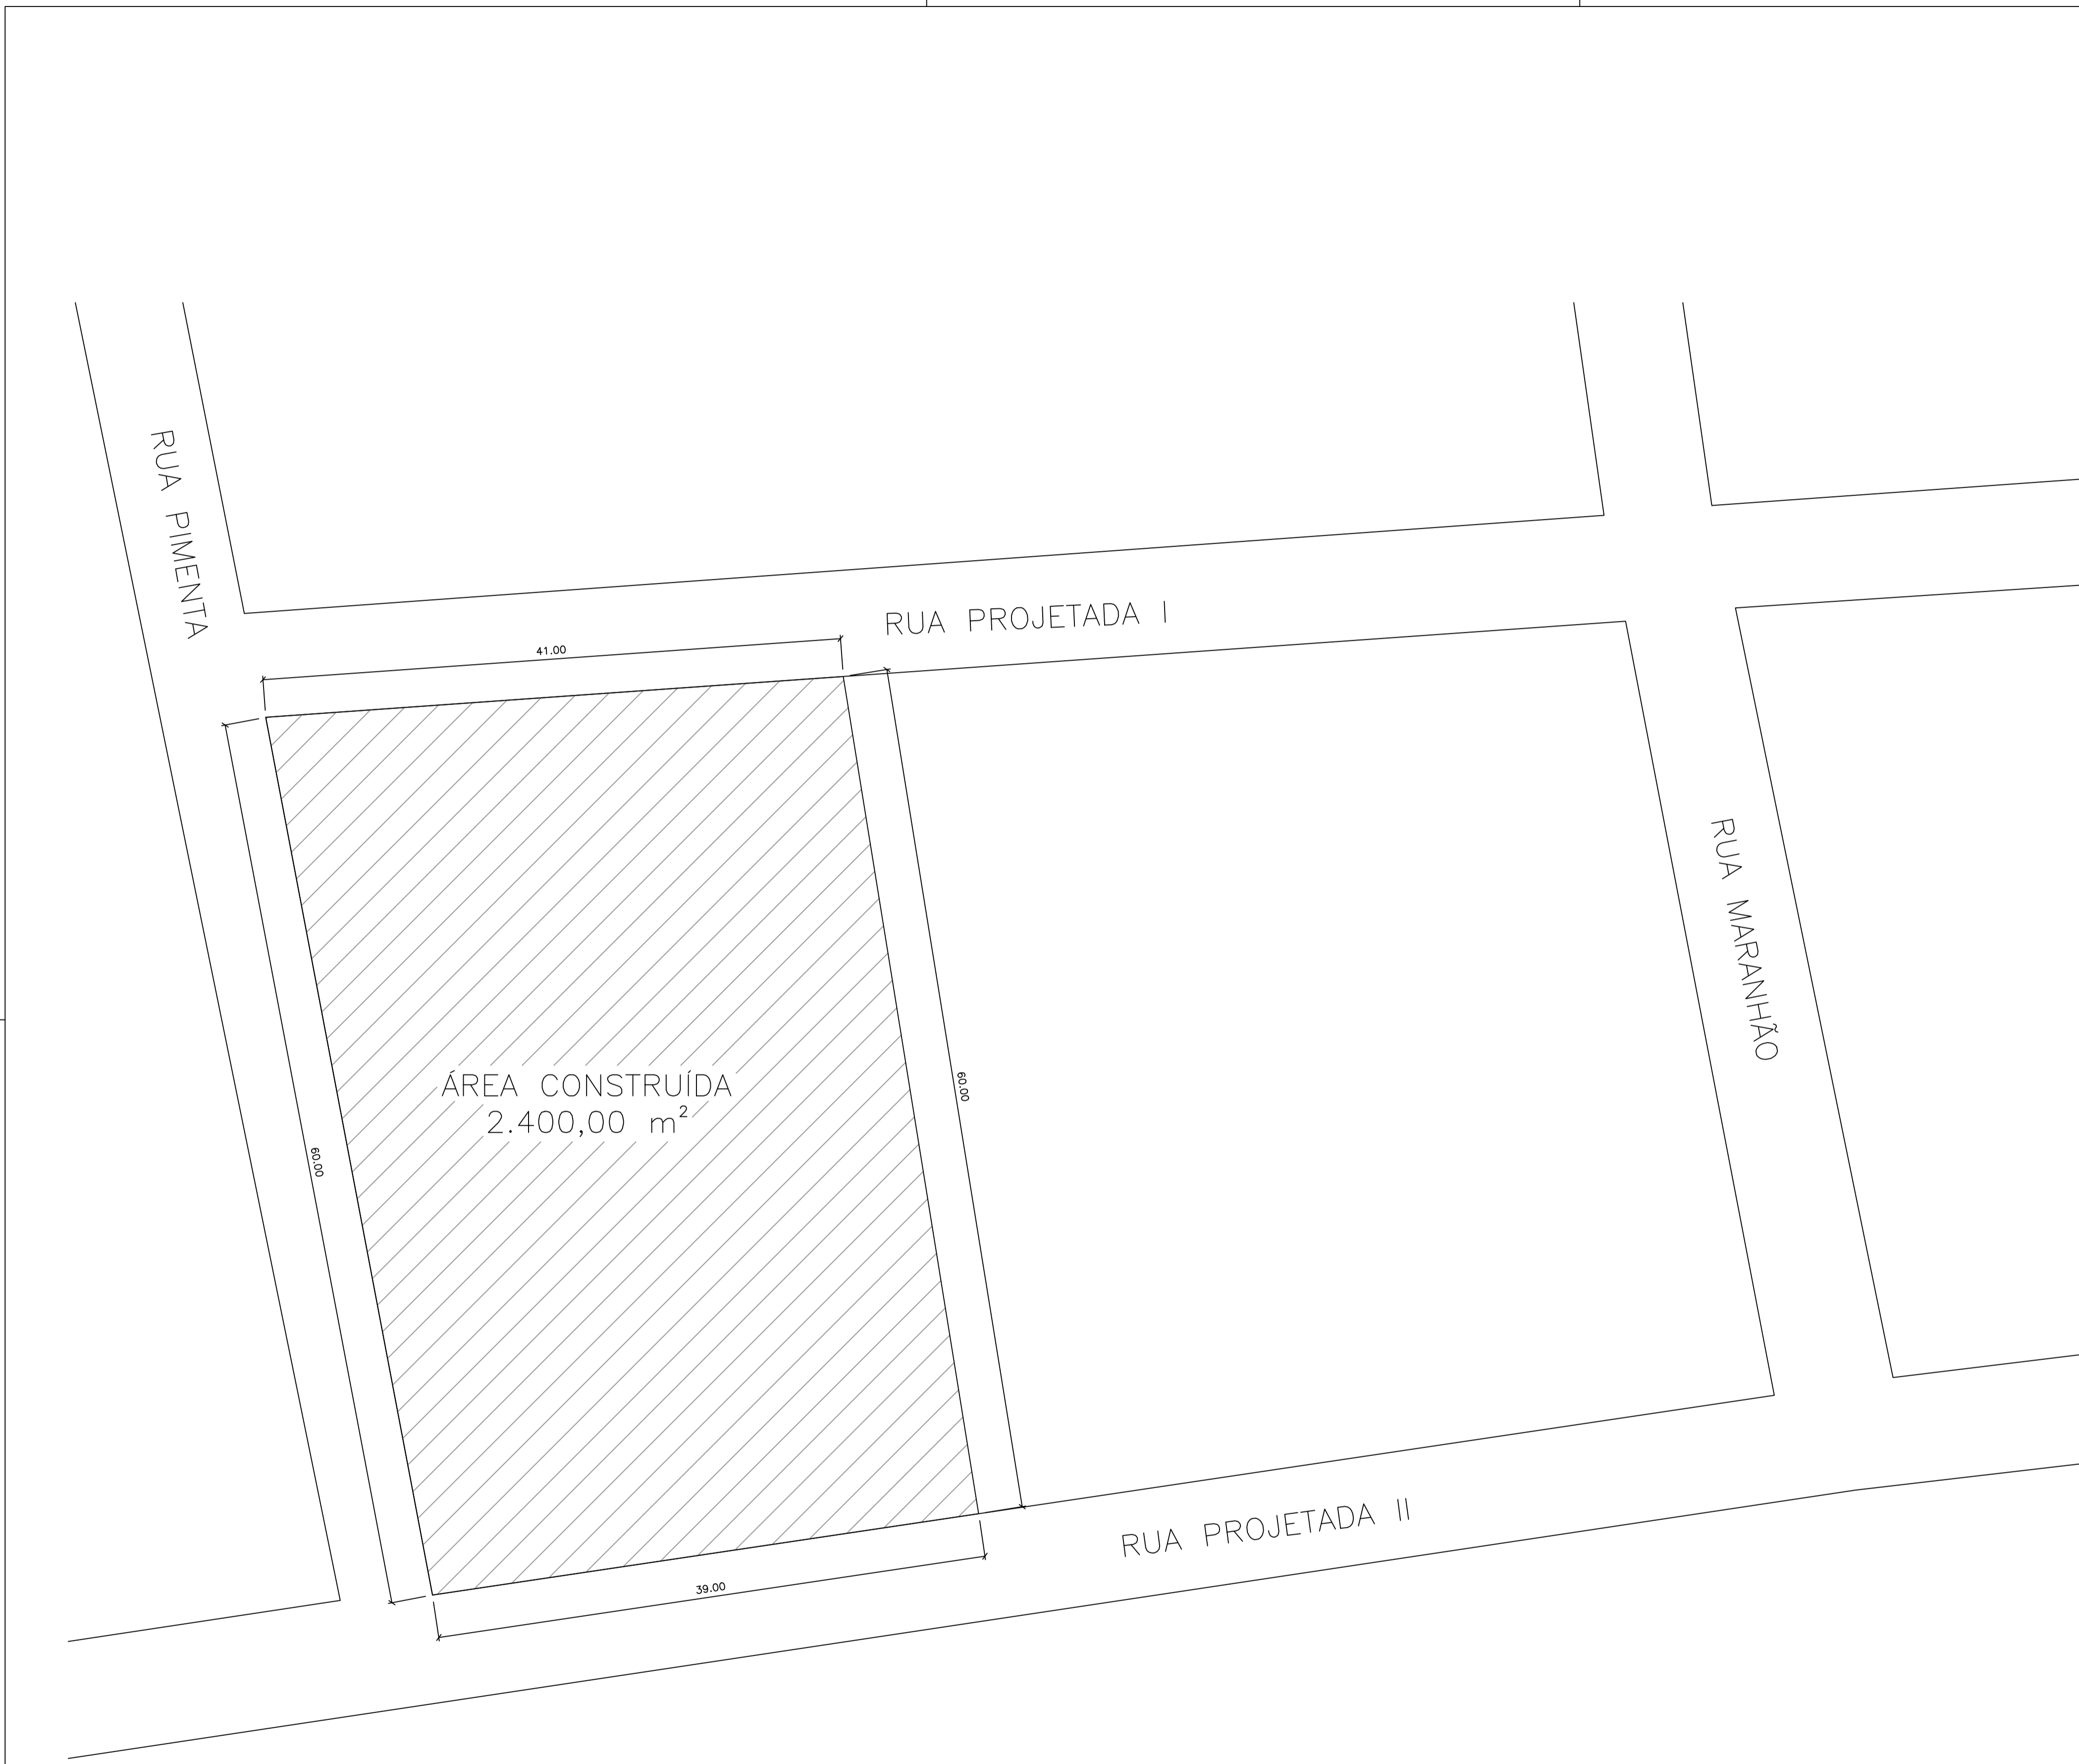 RUA PIMENTA
RUA PROJETADA I
41.00
RUA MARANHÃO
60.00
ÁREA CONSTRUÍDA
2.400,00 m²
60.00
RUA PROJETADA II
39.00